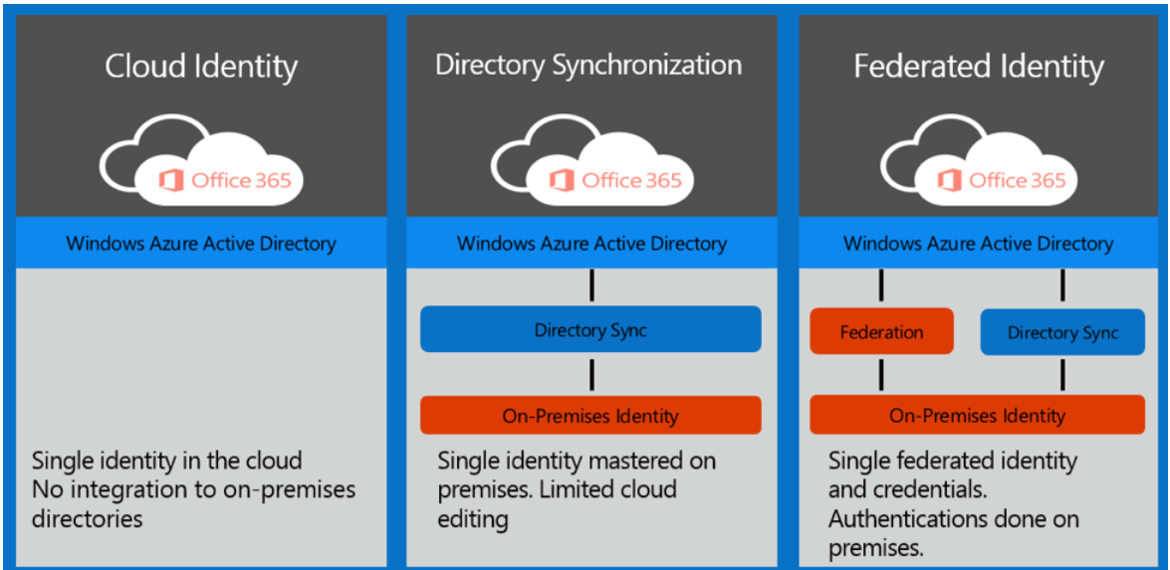 Cloud Identity
Office 365
Windows Azure Active Directory
Single identity in the cloud
No integration to on-premises
directories
Directory Synchronization
Office 365
Windows Azure Active Directory
Directory Sync
On-Premises Identity
Single identity mastered on
premises. Limited cloud
editing
Federated Identity
Office 365
Windows Azure Active Directory
Federation
Directory Sync
On-Premises Identity
Single federated identity
and credentials.
Authentications done on
premises.